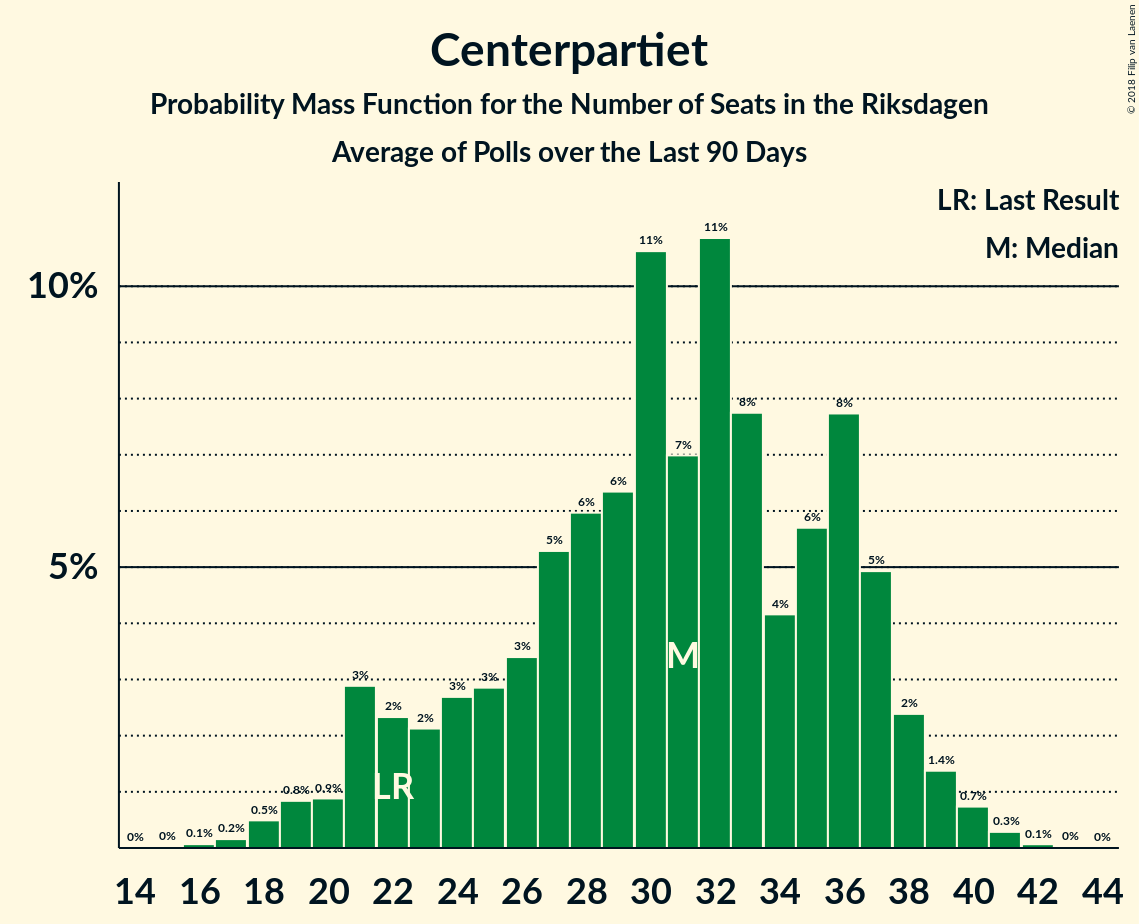 Centerpartiet
Probability Mass Function for the Number of Seats in the Riksdagen
Average of Polls over the Last 90 Days
© 2018 Filip van Laenen
LR: Last Result
M: Median
10%
5%
0% 0% 0.1% 0.2% 0.5% 0.8% 0.9% 3% 2% 2% 3% 3% 3% 5% 6% 6% 11% 7% 11% 8% 4% 6% 8% 5% 2% 1.4% 0.7% 0.3% 0.1% 0% 0%
M
LR
14 16 18 20 22 24 26 28 30 32 34 36 38 40 42 44